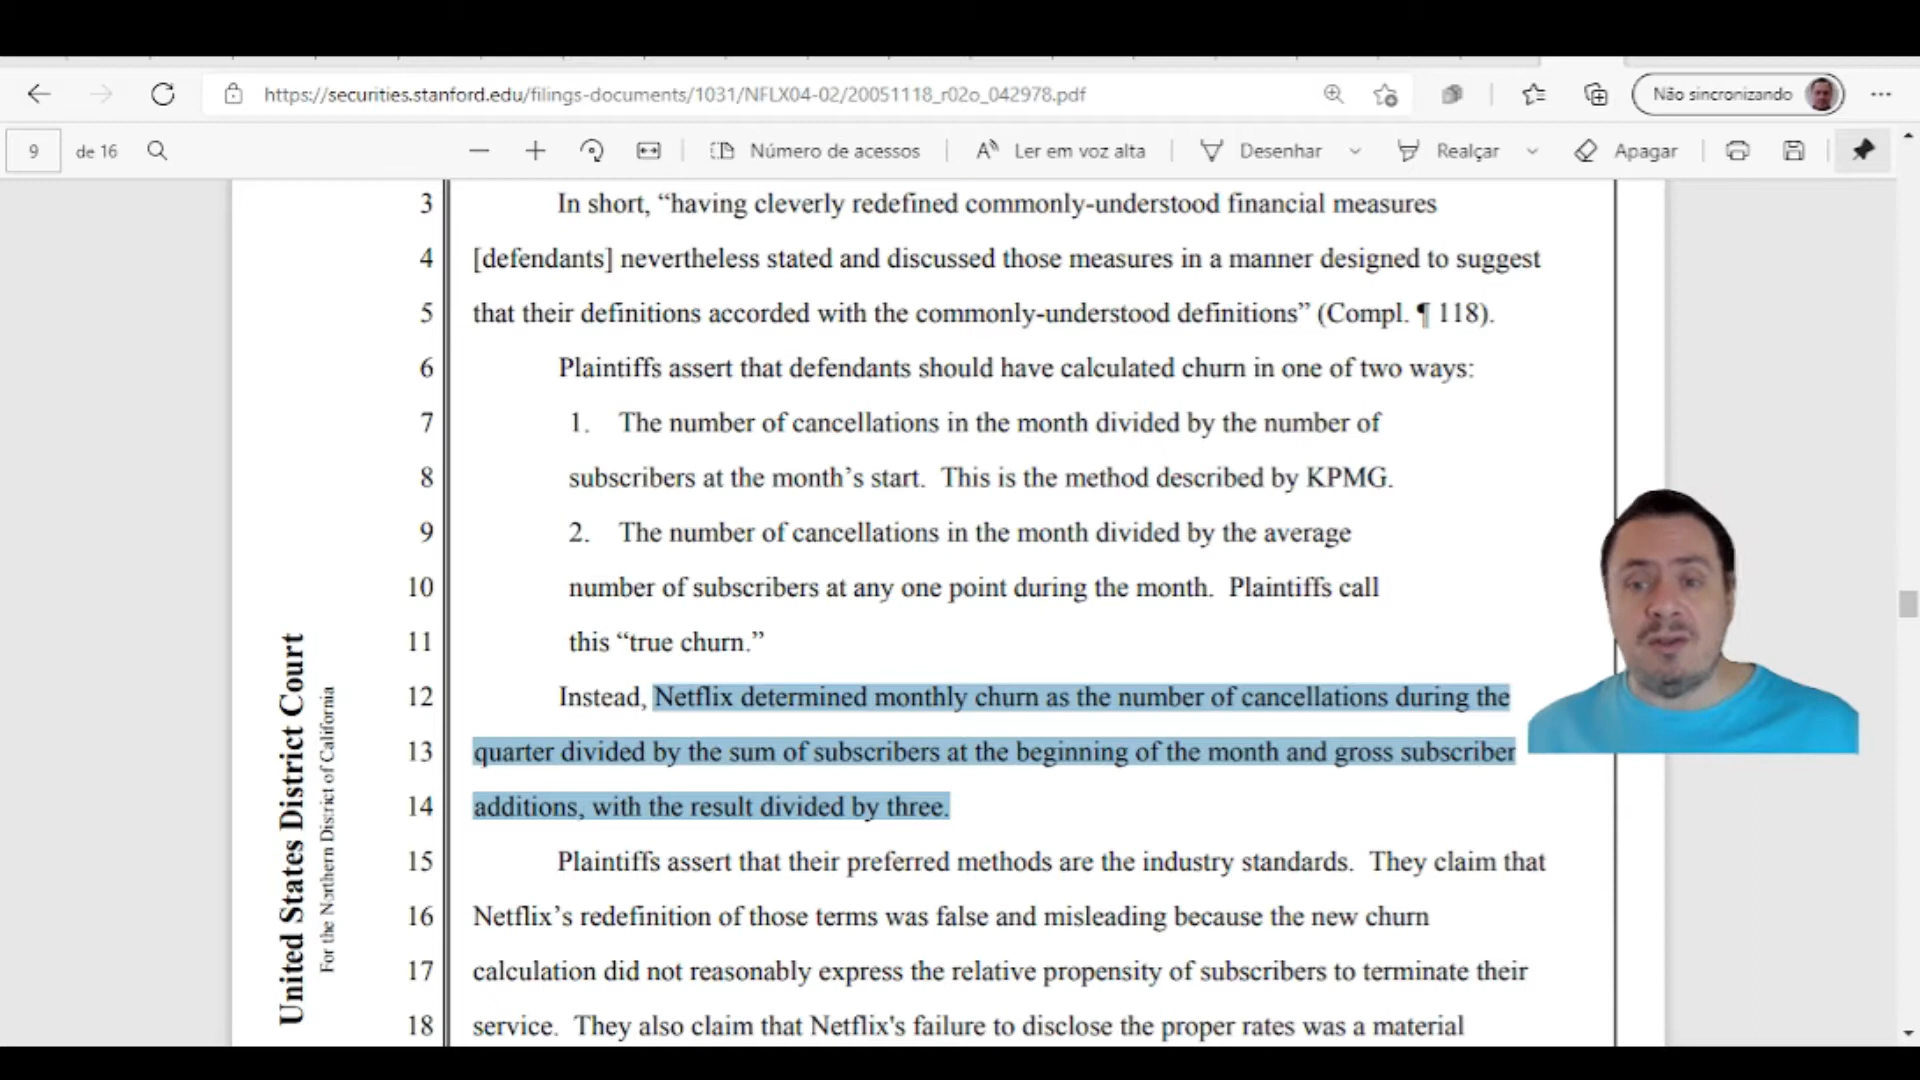 https://securities.stanford.edu/filings-documents/1031/NFLX04-02/20051118_r02o_042978.pdf
Não sincronizando
9 de 16
Número de acessos
Ler em voz alta
Desenhar
Realçar
Apagar
3 In short, “having cleverly redefined commonly-understood financial measures
4 [defendants] nevertheless stated and discussed those measures in a manner designed to suggest
5 that their definitions accorded with the commonly-understood definitions” (Compl. ¶ 118).
6 Plaintiffs assert that defendants should have calculated churn in one of two ways:
7 1. The number of cancellations in the month divided by the number of
8 subscribers at the month’s start. This is the method described by KPMG.
9 2. The number of cancellations in the month divided by the average
10 number of subscribers at any one point during the month. Plaintiffs call
11 this “true churn.”
12 Instead, Netflix determined monthly churn as the number of cancellations during the
13 quarter divided by the sum of subscribers at the beginning of the month and gross subscriber
14 additions, with the result divided by three.
15 Plaintiffs assert that their preferred methods are the industry standards. They claim that
16 Netflix’s redefinition of those terms was false and misleading because the new churn
17 calculation did not reasonably express the relative propensity of subscribers to terminate their
18 service. They also claim that Netflix's failure to disclose the proper rates was a material
United States District Court
For the Northern District of California